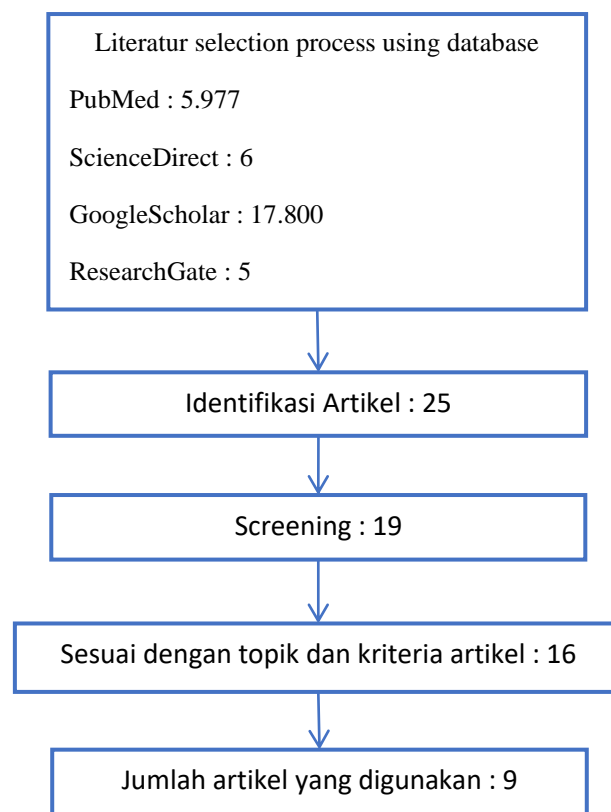 Literatur selection process using database
PubMed : 5.977
ScienceDirect : 6
GoogleScholar : 17.800
ResearchGate : 5
Identifikasi Artikel : 25
Screening : 19
Sesuai dengan topik dan kriteria artikel : 16
Jumlah artikel yang digunakan : 9